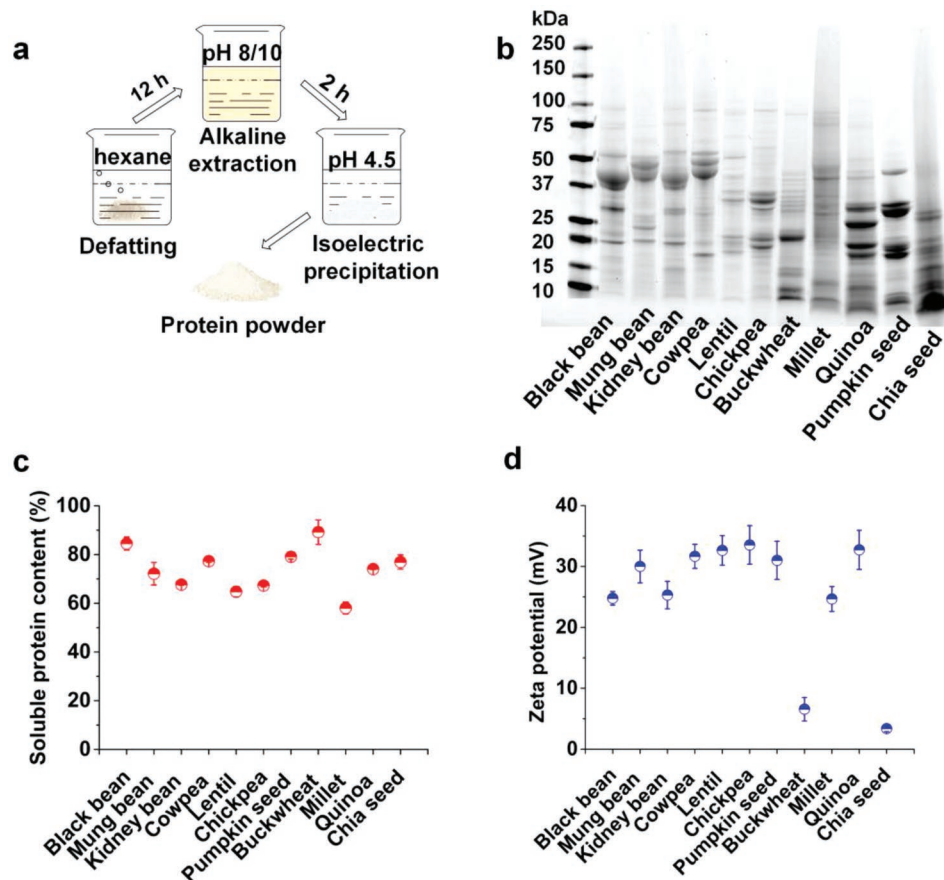 a
12 h
pH 8/10
2 h
Alkaline
extraction
hexane
pH 4.5
Defatting
Isoelectric
precipitation
Protein powder
b
kDa
250
150
100
75
50
37
25
20
15
10
Black bean
Mung bean
Kidney bean
Cowpea
Lentil
Chickpea
Buckwheat
Millet
Quinoa
Pumpkin seed
Chia seed
c
Soluble protein content (%)
100
80
60
40
20
0
Black bean
Mung bean
Kidney bean
Cowpea
Lentil
Chickpea
Pumpkin seed
Buckwheat
Millet
Quinoa
Chia seed
d
Zeta potential (mV)
40
30
20
10
0
Black bean
Mung bean
Kidney bean
Cowpea
Lentil
Chickpea
Pumpkin seed
Buckwheat
Millet
Quinoa
Chia seed